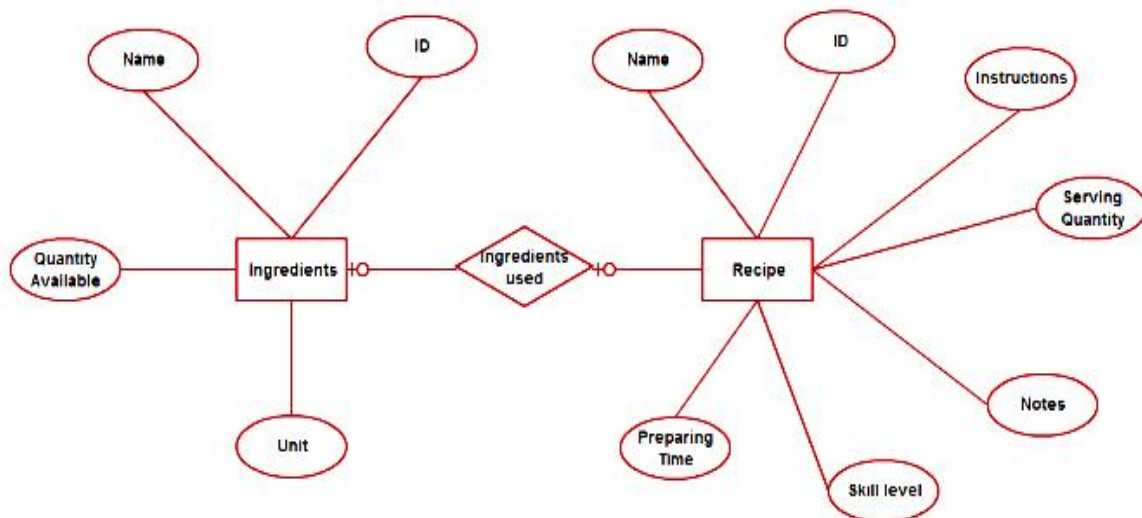 Name
ID
Name
ID
Instructions
Serving
Quantity
Quantity
Available
Ingredients
Ingredients
used
Recipe
Notes
Preparing
Time
Unit
Skill level